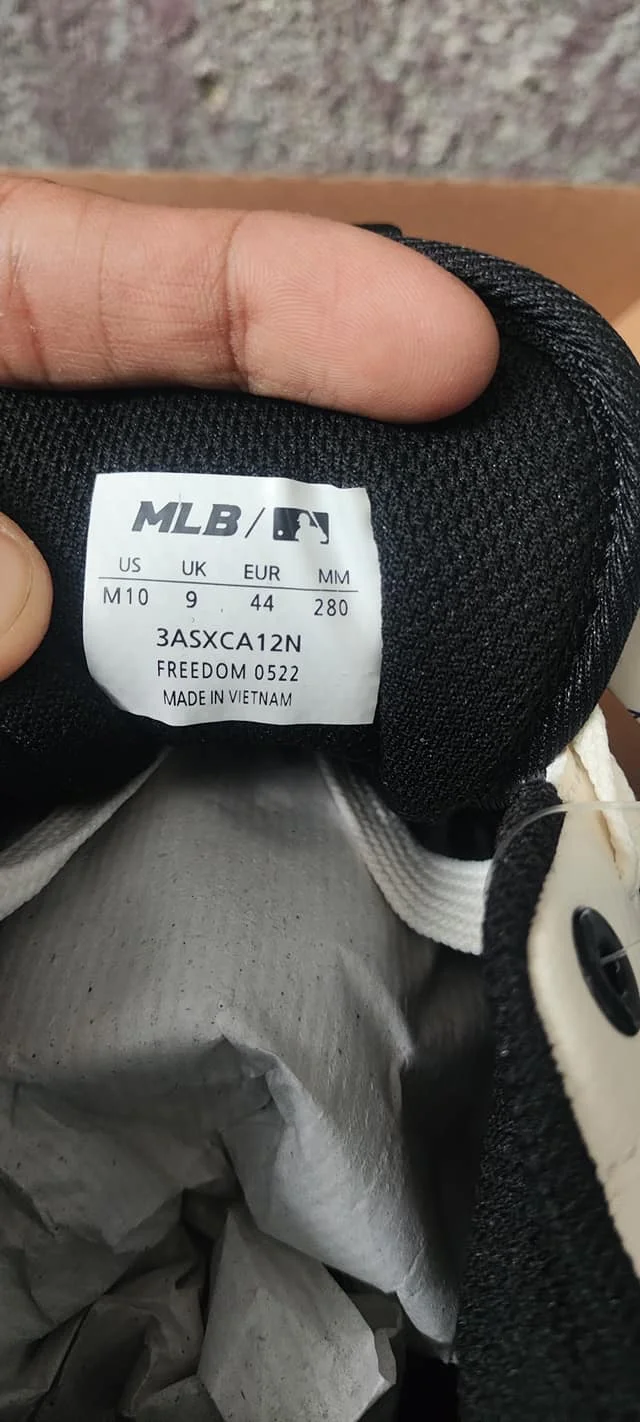 MLB/
US UK EUR MM
M10 9 44 280
3ASXCA12N
FREEDOM 0522
MADE IN VIETNAM